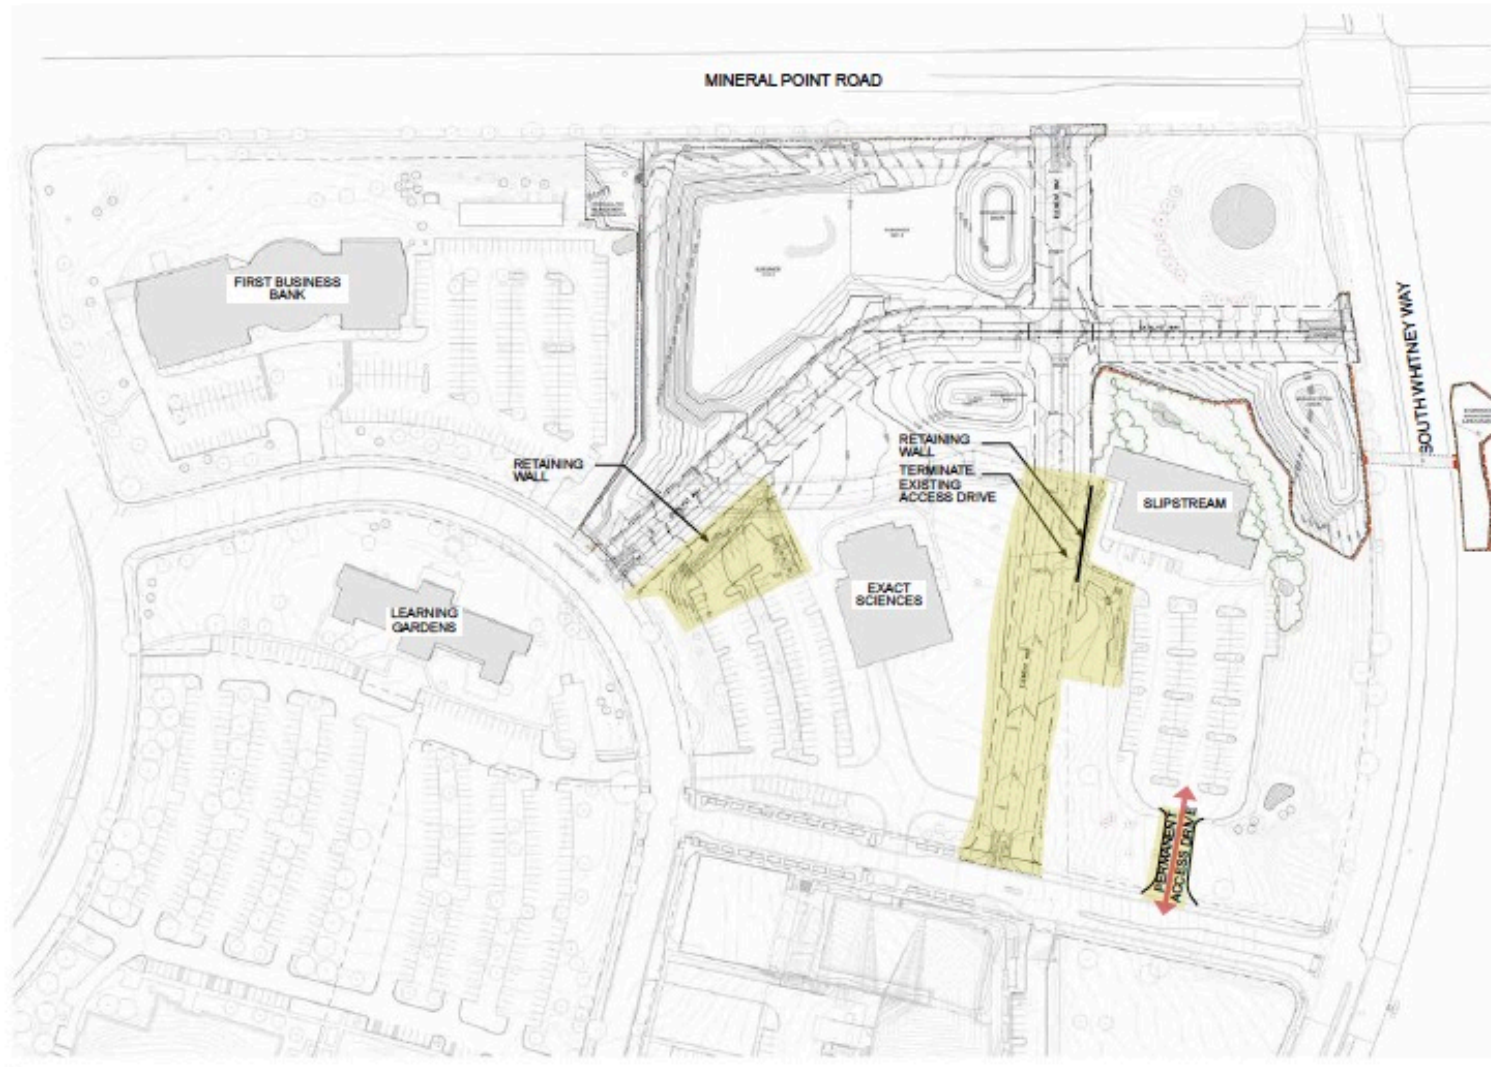 MINERAL POINT ROAD
FIRST BUSINESS
BANK
SOUTH WHITNEY WAY
RETAINING
WALL
RETAINING
WALL
TERMINATE
EXISTING
ACCESS DRIVE
SLIPSTREAM
EXACT
SCIENCES
LEARNING
GARDENS
PERMANENT
ACCESS DRIVE